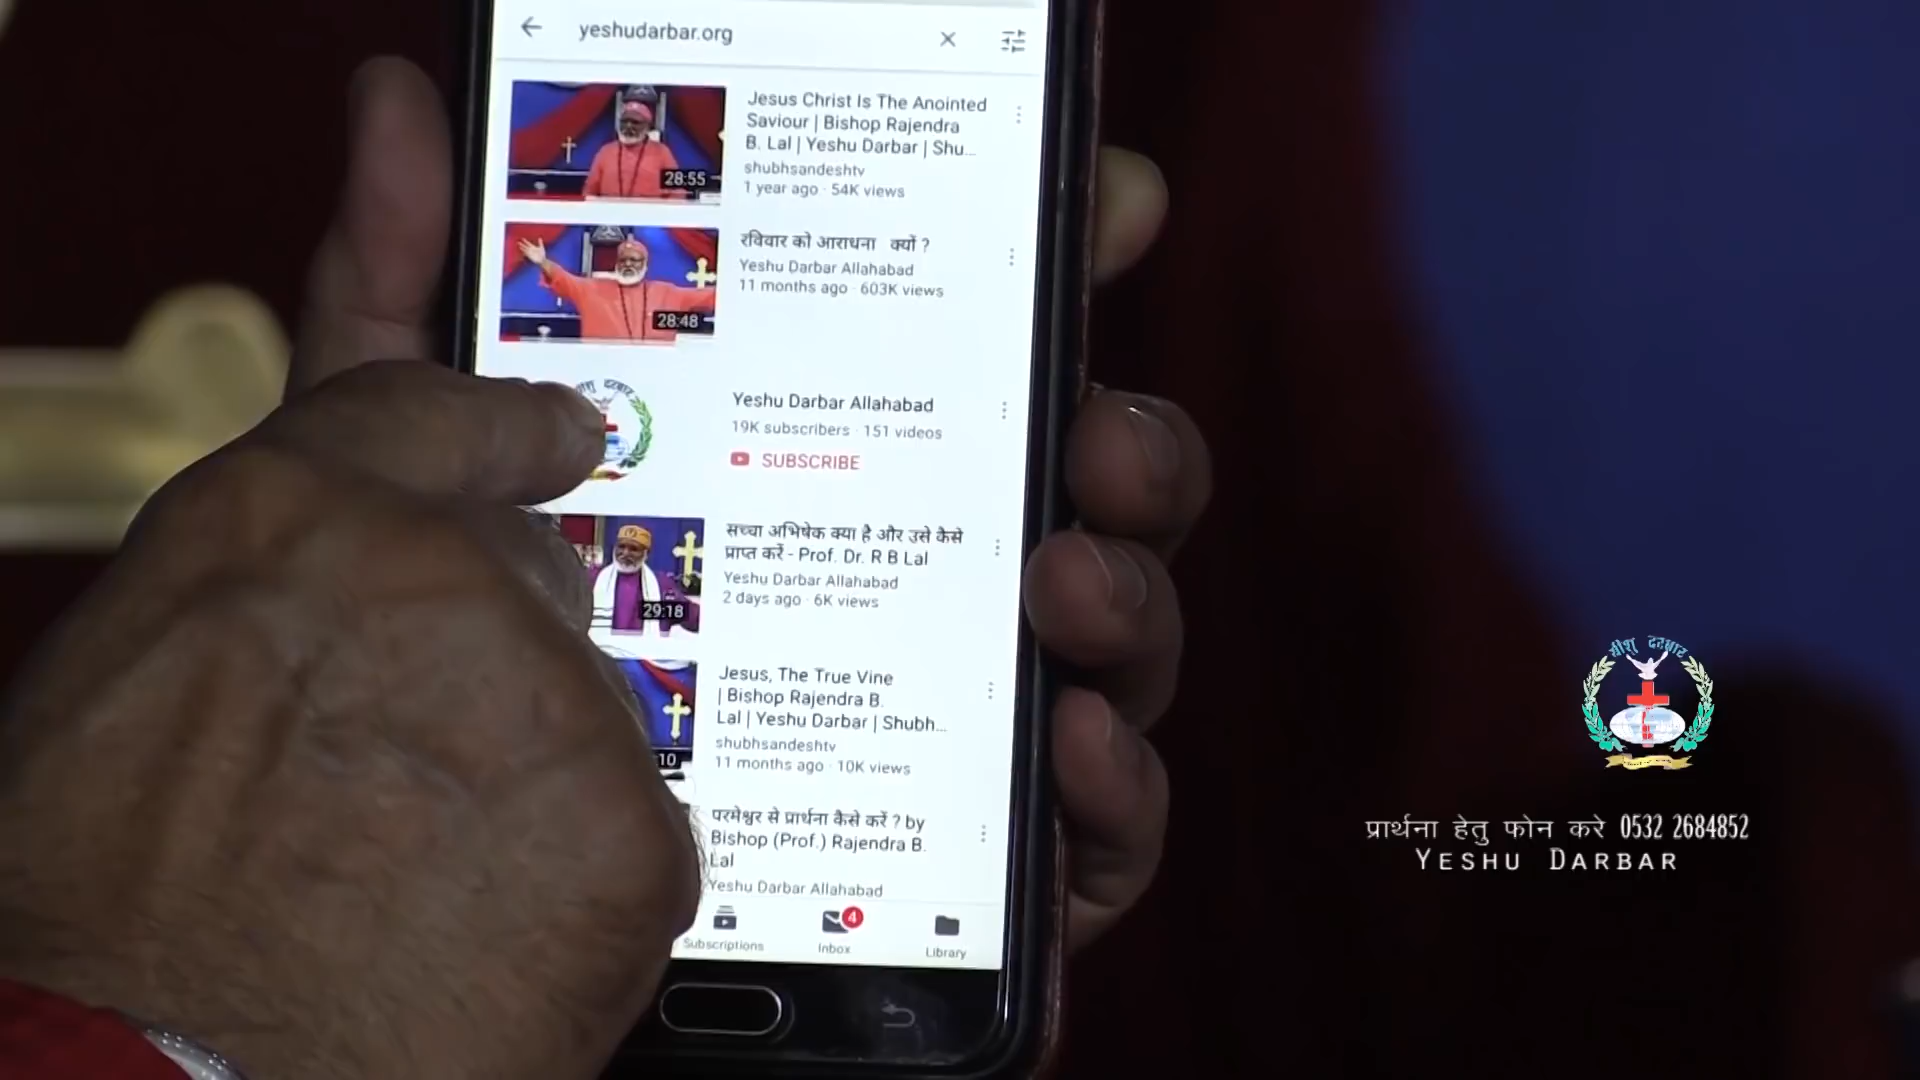 yeshudarbar.org
Jesus Christ Is The Anointed
Saviour | Bishop Rajendra
B. Lal | Yeshu Darbar | Shu...
28:55
shubhsandeshtv
1 year ago · 54K views
रविवार को आराधना क्यों ?
Yeshu Darbar Allahabad
11 months ago · 603K views
28:48
Yeshu Darbar Allahabad
19K subscribers · 151 videos
SUBSCRIBE
सच्चा अभिषेक क्या है और उसे कैसे
प्राप्त करें - Prof. Dr. R B Lal
Yeshu Darbar Allahabad
2 days ago · 6K views
29:18
Jesus, The True Vine
| Bishop Rajendra B.
Lal | Yeshu Darbar | Shubh...
shubhsandeshtv
11 months ago · 10K views
10
परमेश्वर से प्रार्थना कैसे करें ? by
Bishop (Prof.) Rajendra B.
Lal
Yeshu Darbar Allahabad
4
Subscriptions
Inbox
Library
यीशु दरबार
प्रार्थना हेतु फोन करे 0532 2684852
YESHU DARBAR